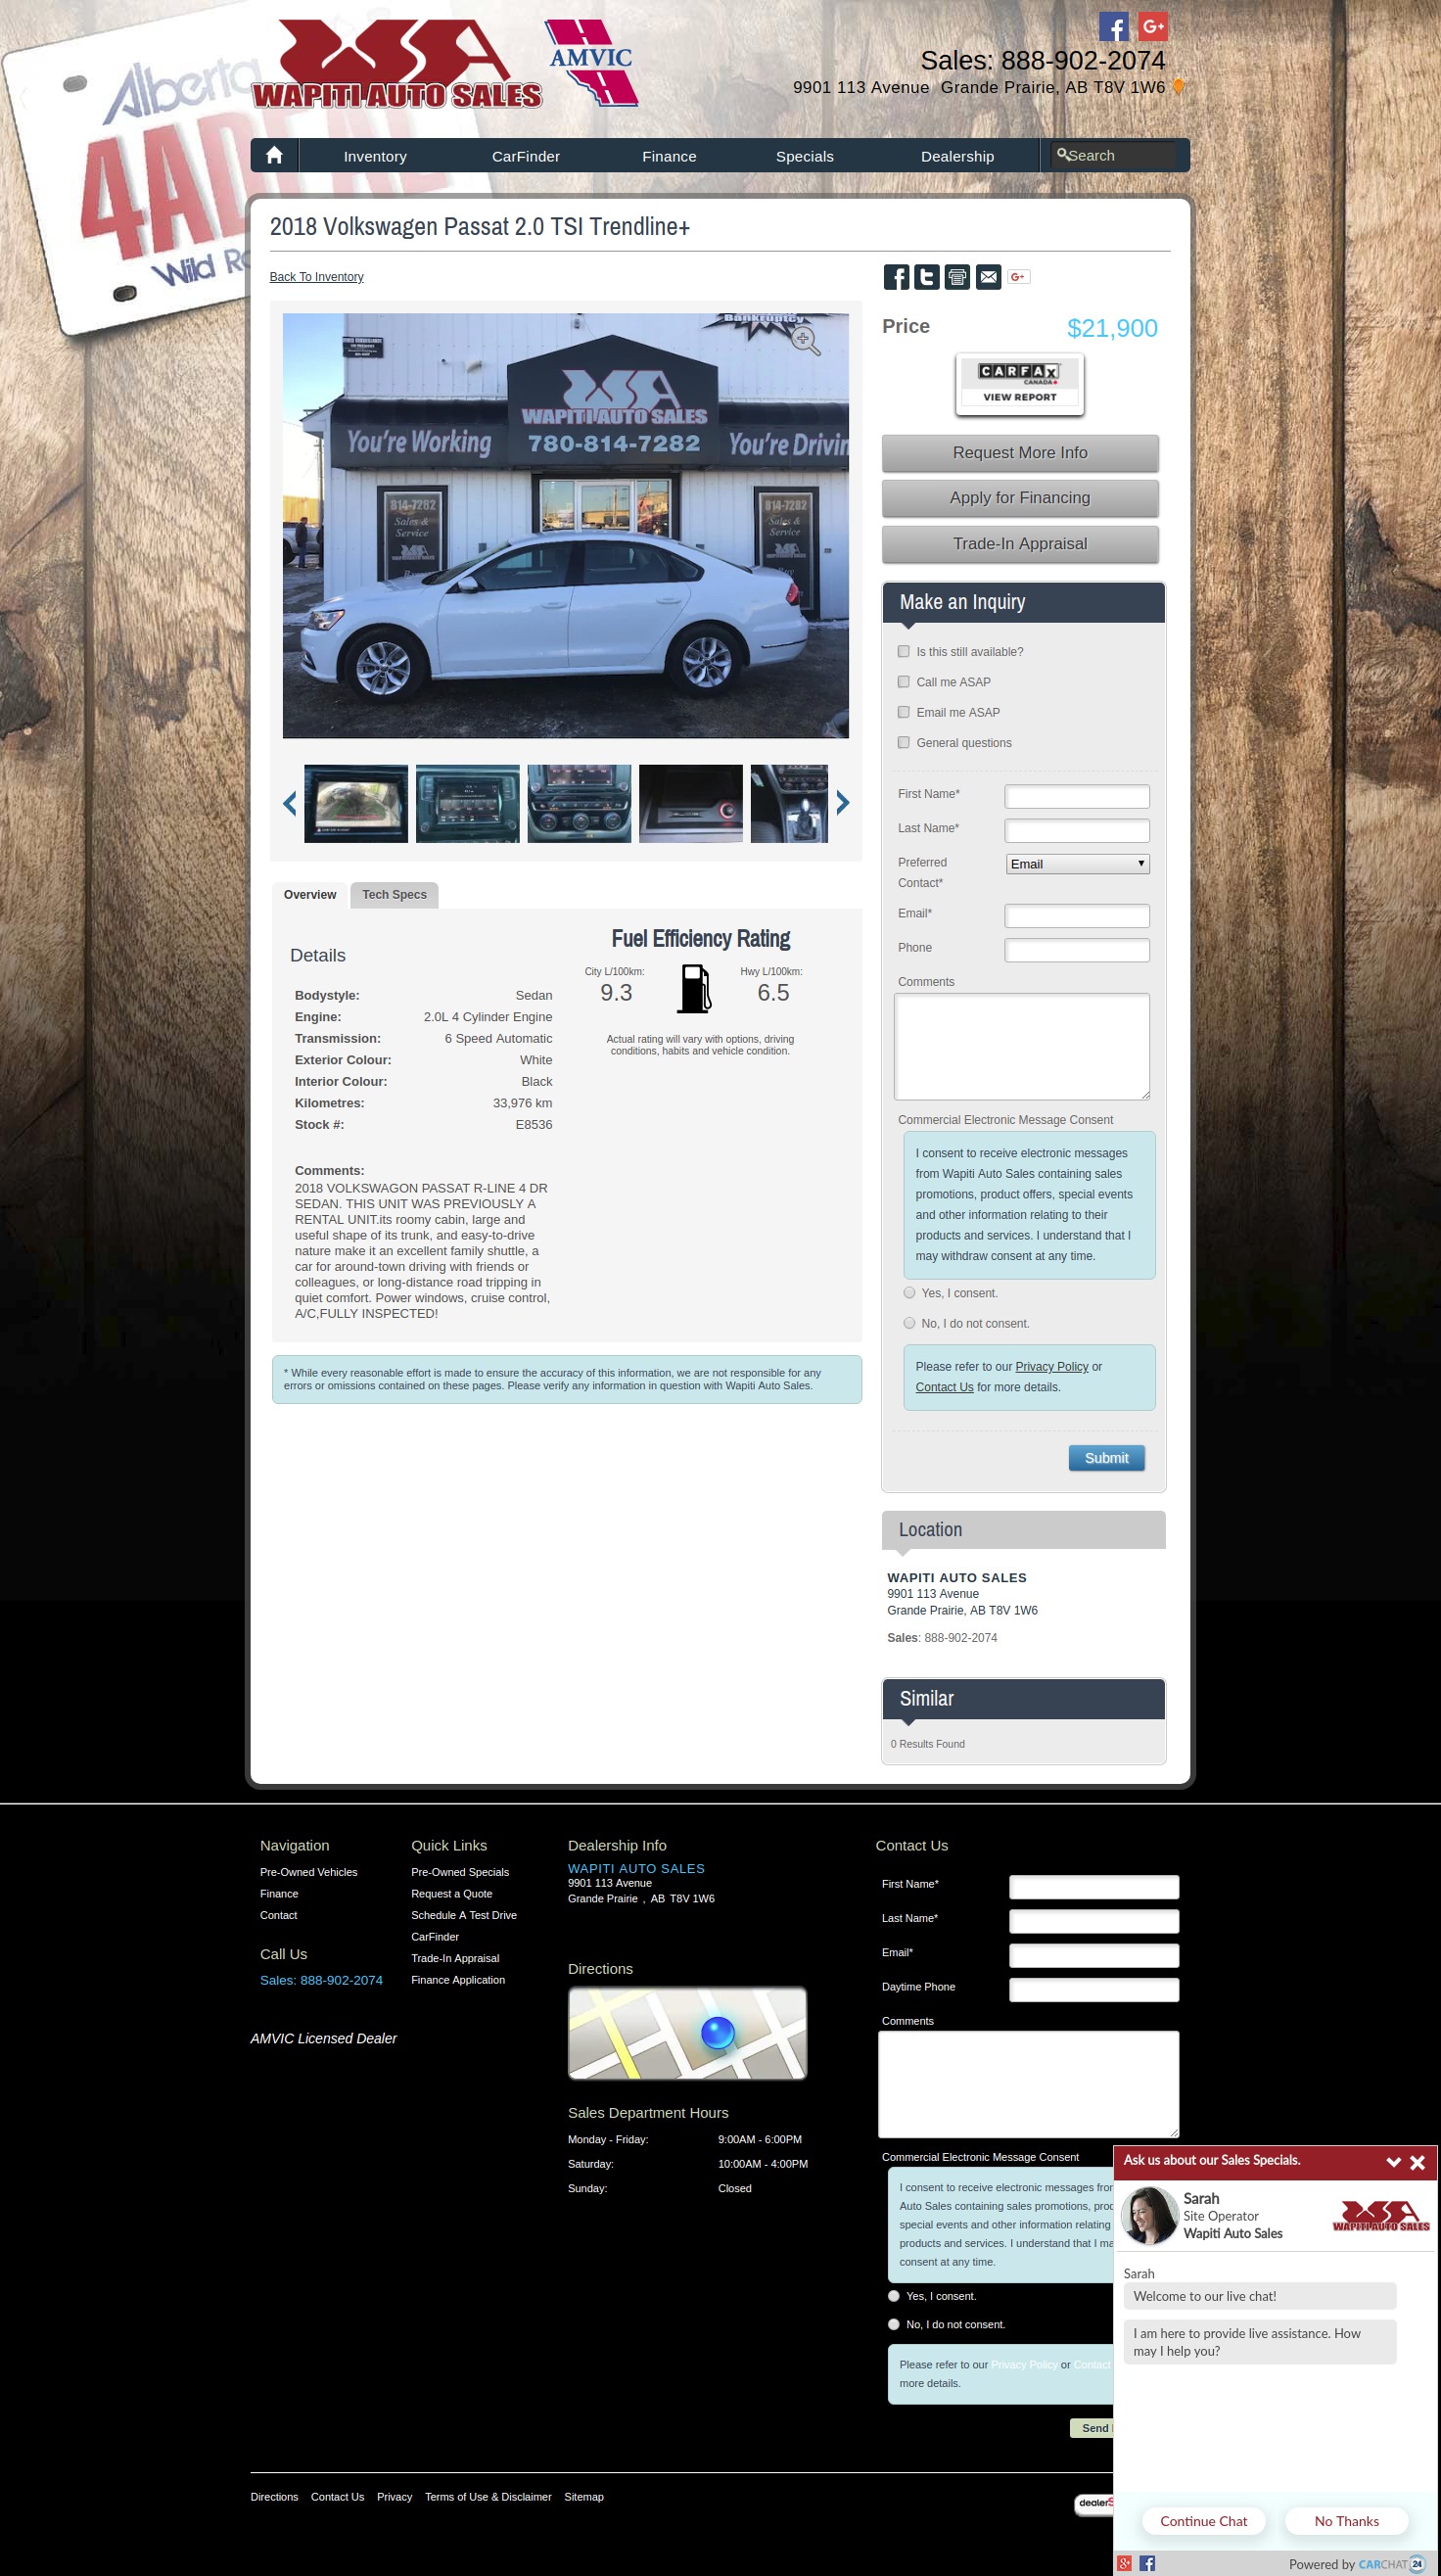 Alberta
4ADEAL
WAPITI AUTO SALES
AMVIC
Sales: 888-902-2074
9901 113 Avenue Grande Prairie, AB T8V 1W6
Inventory
CarFinder
Finance
Specials
Dealership
Search
2018 Volkswagen Passat 2.0 TSI Trendline+
Back To Inventory
G+
Bankruptcy
WAPITI AUTO SALES
You're Working
780-814-7282
You're Drivin
814-7282
Sales &
Service
814-7282
Sales &
Service
Buy
Price
$21,900
CARFAX
CANADA
VIEW REPORT
Request More Info
Apply for Financing
Trade-In Appraisal
Make an Inquiry
Is this still available?
Call me ASAP
Email me ASAP
General questions
First Name*
Last Name*
Preferred
Contact*
Email
Email*
Phone
Comments
Commercial Electronic Message Consent
I consent to receive electronic messages
from Wapiti Auto Sales containing sales
promotions, product offers, special events
and other information relating to their
products and services. I understand that I
may withdraw consent at any time.
Yes, I consent.
No, I do not consent.
Please refer to our Privacy Policy or
Contact Us for more details.
Submit
Overview
Tech Specs
Details
Bodystyle: Sedan
Engine: 2.0L 4 Cylinder Engine
Transmission: 6 Speed Automatic
Exterior Colour: White
Interior Colour: Black
Kilometres: 33,976 km
Stock #: E8536
Fuel Efficiency Rating
City L/100km:
9.3
Hwy L/100km:
6.5
Actual rating will vary with options, driving
conditions, habits and vehicle condition.
Comments:
2018 VOLKSWAGON PASSAT R-LINE 4 DR
SEDAN. THIS UNIT WAS PREVIOUSLY A
RENTAL UNIT.its roomy cabin, large and
useful shape of its trunk, and easy-to-drive
nature make it an excellent family shuttle, a
car for around-town driving with friends or
colleagues, or long-distance road tripping in
quiet comfort. Power windows, cruise control,
A/C,FULLY INSPECTED!
* While every reasonable effort is made to ensure the accuracy of this information, we are not responsible for any
errors or omissions contained on these pages. Please verify any information in question with Wapiti Auto Sales.
Location
WAPITI AUTO SALES
9901 113 Avenue
Grande Prairie, AB T8V 1W6
Sales: 888-902-2074
Similar
0 Results Found
Navigation
Pre-Owned Vehicles
Finance
Contact
Call Us
Sales: 888-902-2074
AMVIC Licensed Dealer
Quick Links
Pre-Owned Specials
Request a Quote
Schedule A Test Drive
CarFinder
Trade-In Appraisal
Finance Application
Dealership Info
WAPITI AUTO SALES
9901 113 Avenue
Grande Prairie , AB T8V 1W6
Directions
Sales Department Hours
Monday - Friday: 9:00AM - 6:00PM
Saturday: 10:00AM - 4:00PM
Sunday: Closed
Contact Us
First Name*
Last Name*
Email*
Daytime Phone
Comments
Commercial Electronic Message Consent
I consent to receive electronic messages from
Auto Sales containing sales promotions,
special events and other information relating
products and services. I understand that I
consent at any time.
Yes, I consent.
No, I do not consent.
Please refer to our Privacy Policy or Contact
more details.
Send
Ask us about our Sales Specials.
Sarah
Site Operator
Wapiti Auto Sales
WAPITI AUTO SALES
Sarah
Welcome to our live chat!
I am here to provide live assistance. How
may I help you?
Continue Chat
No Thanks
Powered by CARCHAT 24
Directions
Contact Us
Privacy
Terms of Use & Disclaimer
Sitemap